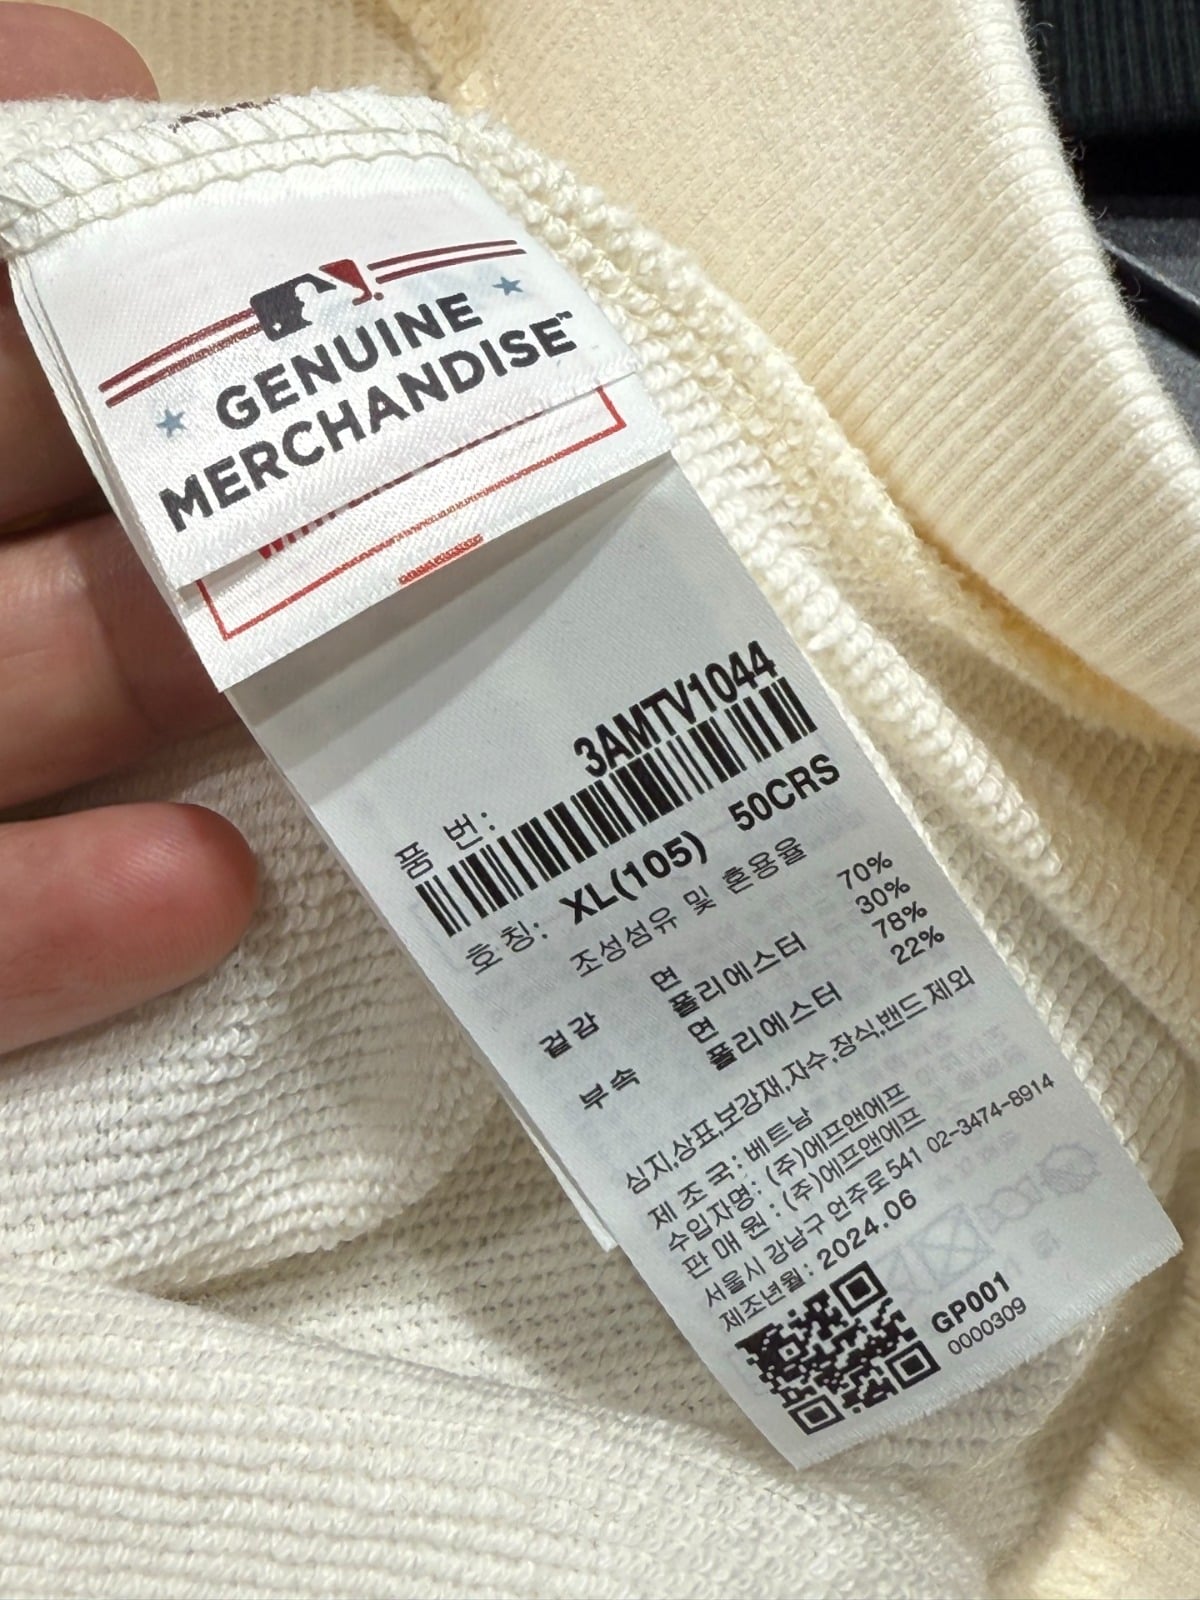 GENUINE
MERCHANDISE™
품 번: 3AMTV1044
호 칭: XL(105) 50CRS
조성섬유 및 혼용율
겉감 면 70%
폴리에스터 30%
부속 면 78%
폴리에스터 22%
심지,상표,보강재,자수,장식,밴드제외
제 조 국: 베트남
수입자명: (주)에프앤에프
판 매 원: (주)에프앤에프
서울시 강남구 언주로541 02-3474-8914
제조년월: 2024.06
GP001
0000309